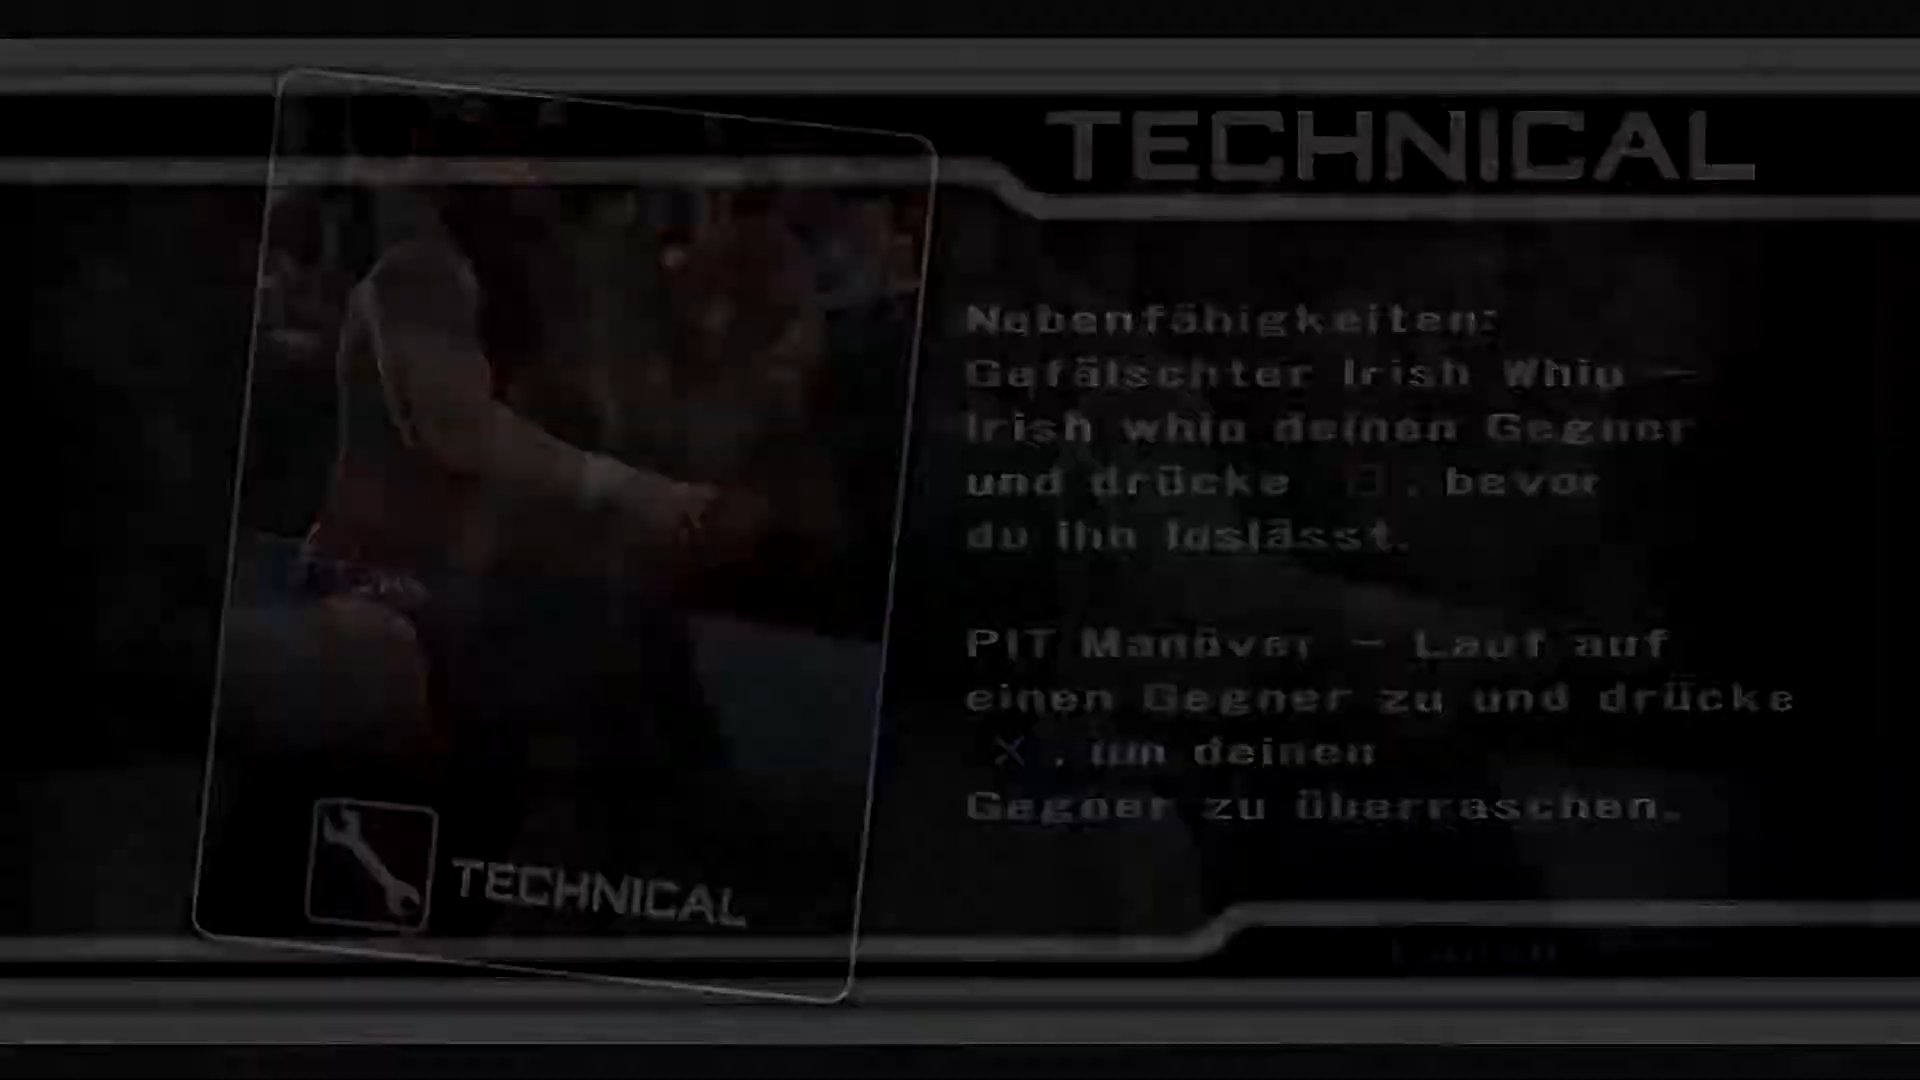 TECHNICAL
Nebenfähigkeiten:
Gefälschter Irish Whip –
Irish whip deinen Gegner
und drücke □ , bevor
du ihn loslässt.
PIT Manöver – Lauf auf
einen Gegner zu und drücke
X , um deinen
Gegner zu überraschen.
TECHNICAL